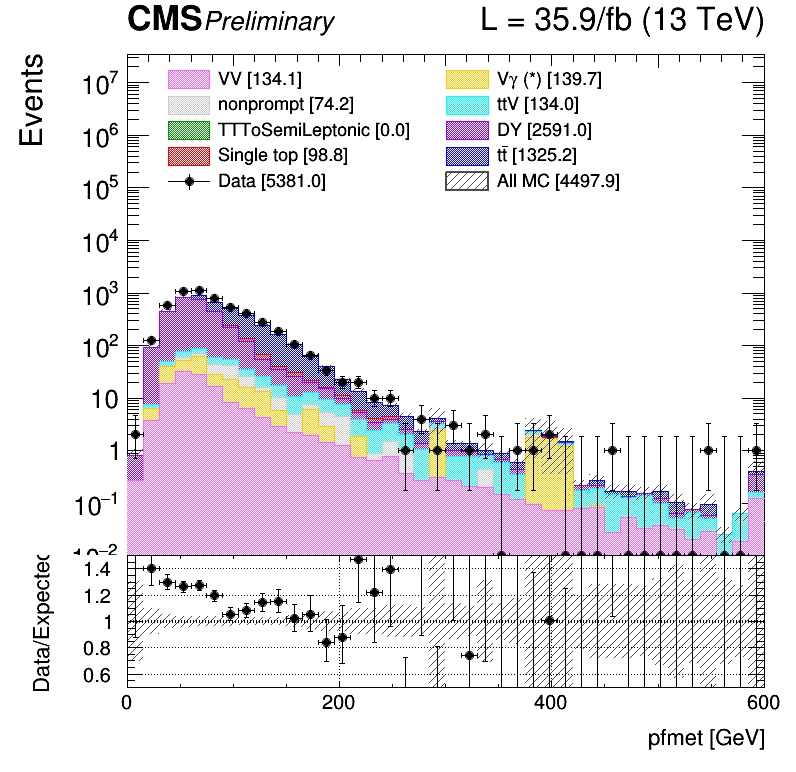 CMS Preliminary L = 35.9/fb (13 TeV)
Events
VV [134.1] Vγ (*) [139.7]
nonprompt [74.2] ttV [134.0]
TTToSemiLeptonic [0.0] DY [2591.0]
Single top [98.8] tt̄ [1325.2]
Data [5381.0] All MC [4497.9]
10⁷
10⁶
10⁵
10⁴
10³
10²
10
1
10⁻¹
10⁻²
Data/Expected
1.4
1.2
1
0.8
0.6
0 200 400 600
pfmet [GeV]